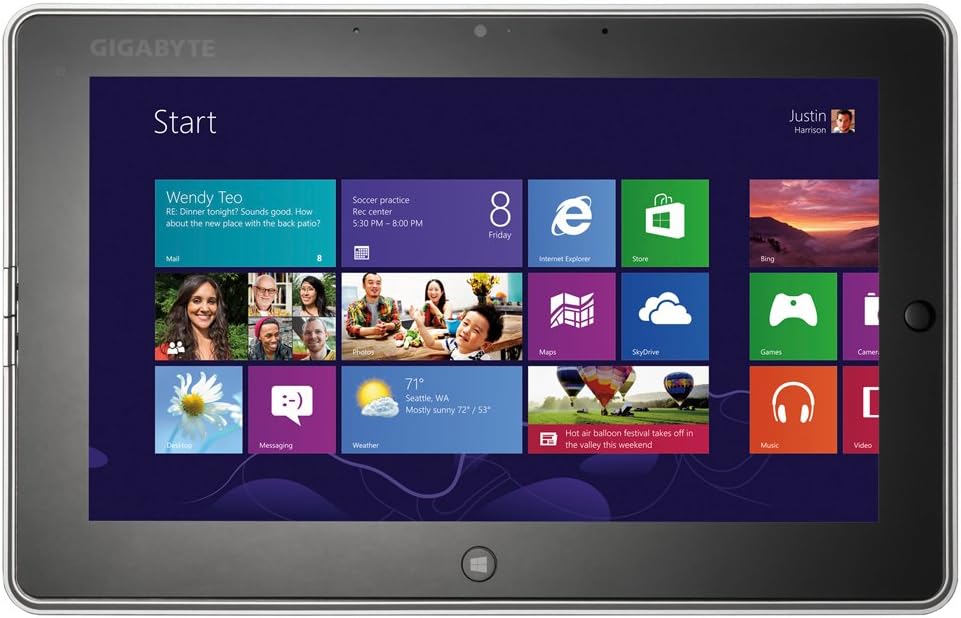 GIGABYTE
Start
Justin
Harrison
Wendy Teo
RE: Dinner tonight? Sounds good. How
about the new place with the back patio?
Mail
8
Soccer practice
Rec center
5:30 PM – 8:00 PM
8
Friday
Internet Explorer
Store
Bing
Photos
Maps
SkyDrive
Games
Camera
Desktop
Messaging
:-)
71°
Seattle, WA
Mostly sunny 72° / 53°
Weather
Hot air balloon festival takes off in
the valley this weekend
Music
Video